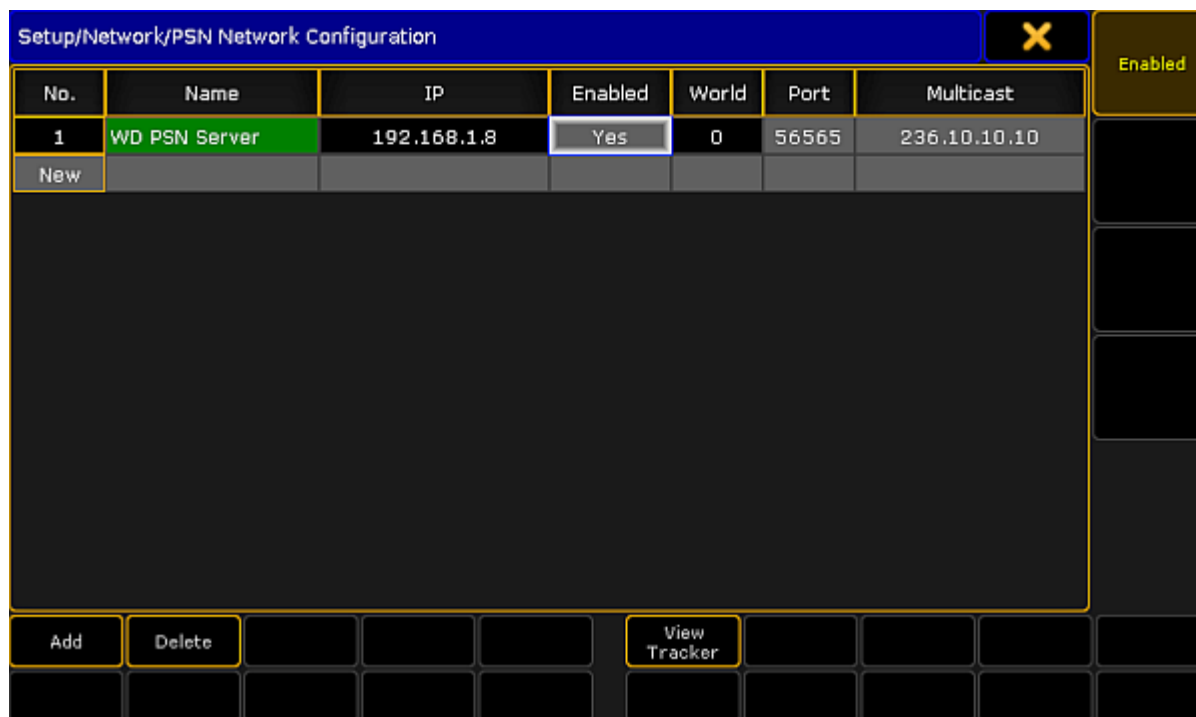 Setup/Network/PSN Network Configuration
Enabled
No. Name IP Enabled World Port Multicast
1 WD PSN Server 192.168.1.8 Yes 0 56565 236.10.10.10
New
Add Delete View Tracker